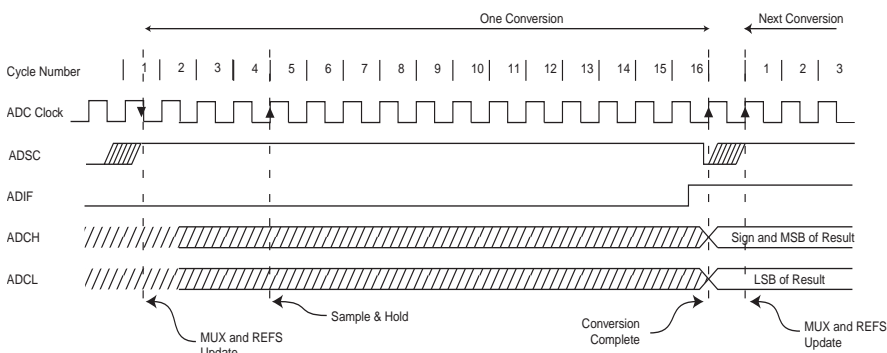 One Conversion
Next Conversion
Cycle Number
1 2 3 4 5 6 7 8 9 10 11 12 13 14 15 16 1 2 3
ADC Clock
ADSC
ADIF
ADCH
Sign and MSB of Result
ADCL
LSB of Result
MUX and REFS
Update
Sample & Hold
Conversion
Complete
MUX and REFS
Update